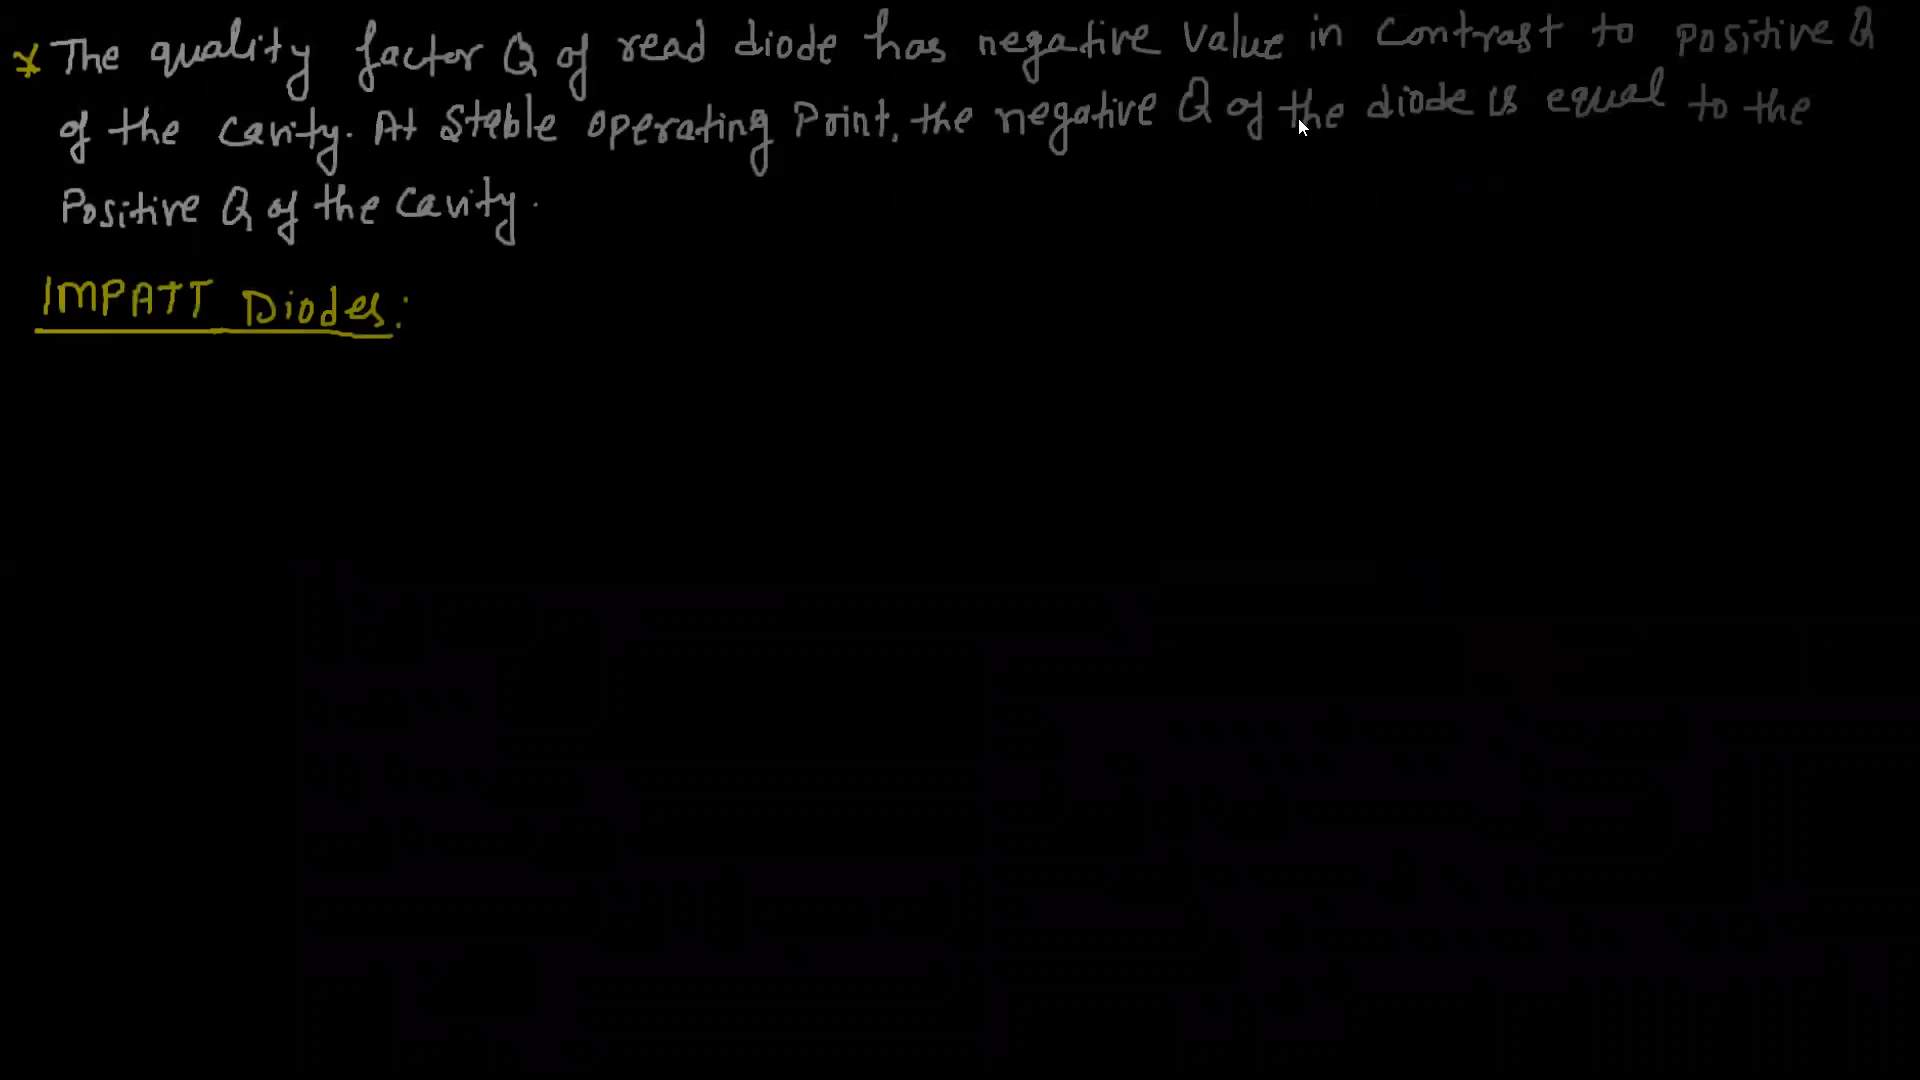 * The quality factor Q of read diode has negative value in contrast to positive Q
of the cavity. At Stable operating Point, the negative Q of the diode is equal to the
Positive Q of the cavity.
IMPATT Diodes: